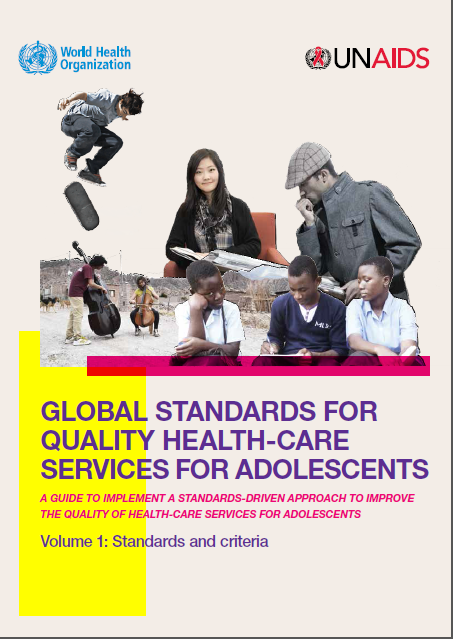 World Health
Organization
UNAIDS
GLOBAL STANDARDS FOR
QUALITY HEALTH-CARE
SERVICES FOR ADOLESCENTS
A GUIDE TO IMPLEMENT A STANDARDS-DRIVEN APPROACH TO IMPROVE
THE QUALITY OF HEALTH-CARE SERVICES FOR ADOLESCENTS
Volume 1: Standards and criteria